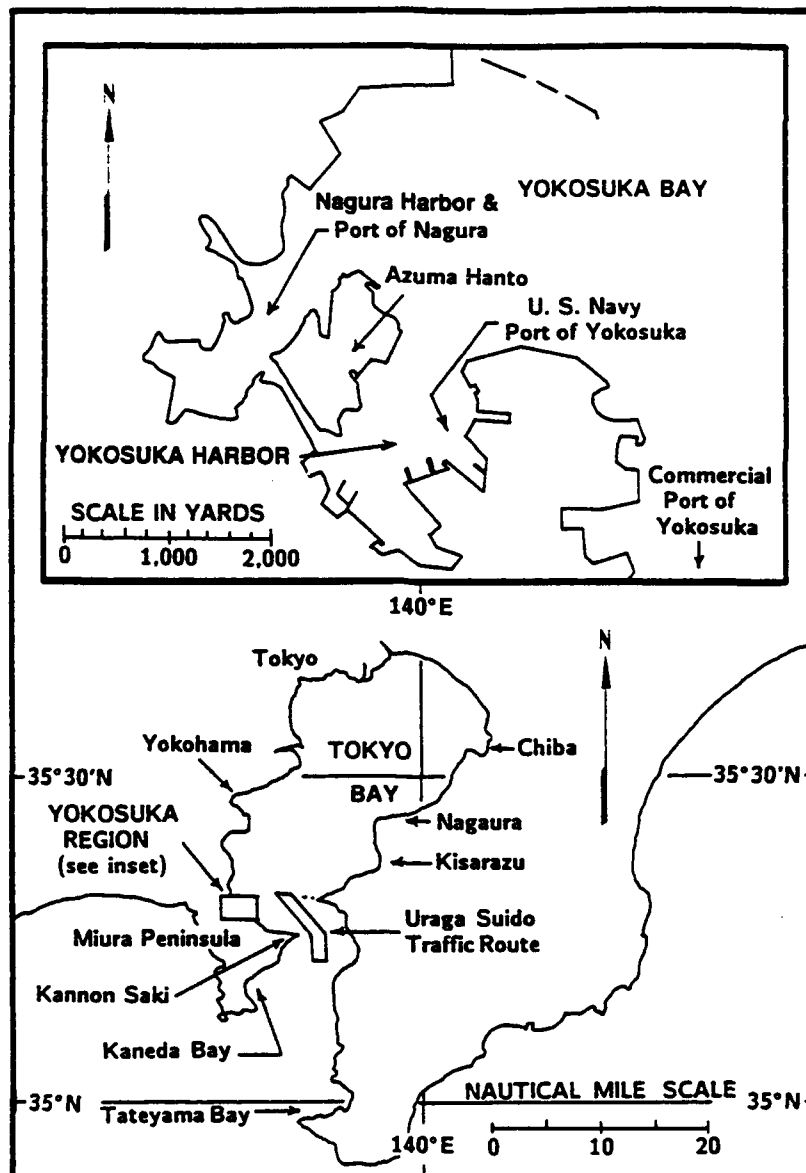 N
YOKOSUKA BAY
Nagura Harbor &
Port of Nagura
Azuma Hanto
U. S. Navy
Port of Yokosuka
YOKOSUKA HARBOR
Commercial
Port of
Yokosuka
SCALE IN YARDS
0 1,000 2,000
140°E
N
Tokyo
Yokohama
TOKYO
BAY
Chiba
35°30'N
35°30'N
YOKOSUKA
REGION
(see inset)
Nagaura
Kisarazu
Miura Peninsula
Uraga Suido
Traffic Route
Kannon Saki
Kaneda Bay
35°N
Tateyama Bay
NAUTICAL MILE SCALE
35°N
140°E
0 10 20